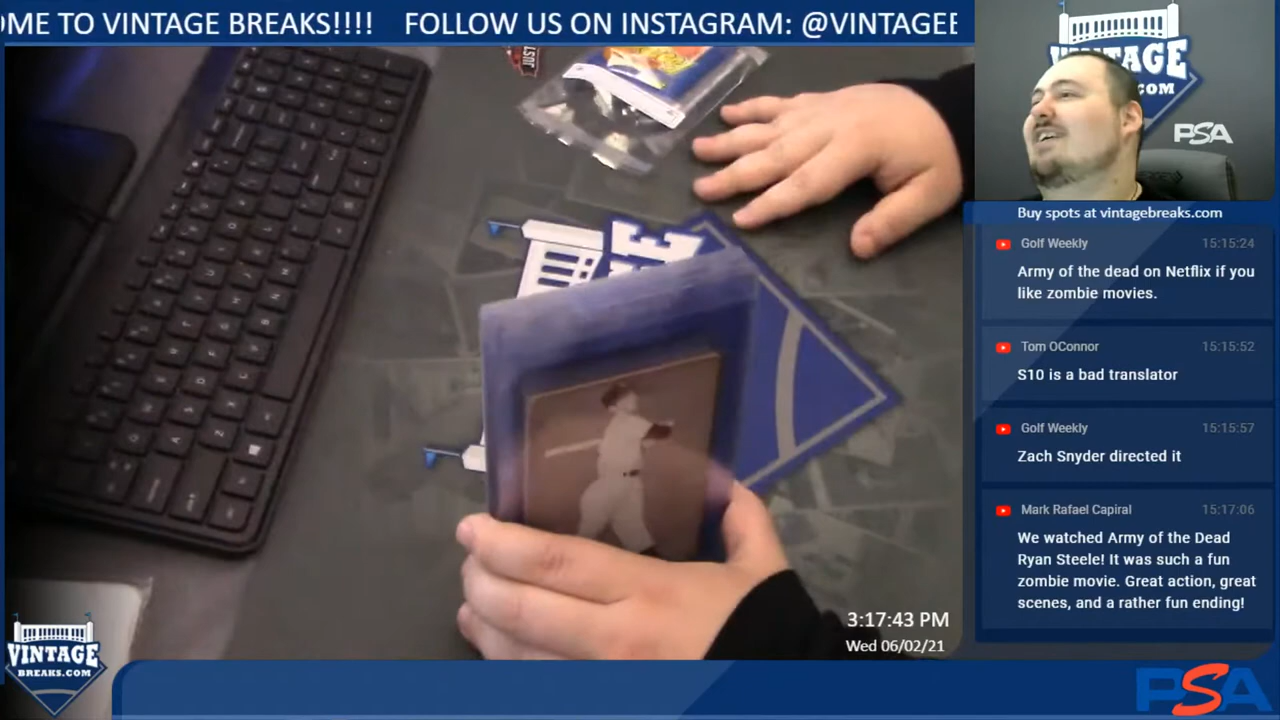 OME TO VINTAGE BREAKS!!!! FOLLOW US ON INSTAGRAM: @VINTAGEB
VINTAGE
.COM
PSA
Buy spots at vintagebreaks.com
Golf Weekly 15:15:24
Army of the dead on Netflix if you
like zombie movies.
Tom OConnor 15:15:52
S10 is a bad translator
Golf Weekly 15:15:57
Zach Snyder directed it
Mark Rafael Capiral 15:17:06
We watched Army of the Dead
Ryan Steele! It was such a fun
zombie movie. Great action, great
scenes, and a rather fun ending!
JUST
3:17:43 PM
Wed 06/02/21
VINTAGE
BREAKS.COM
PSA